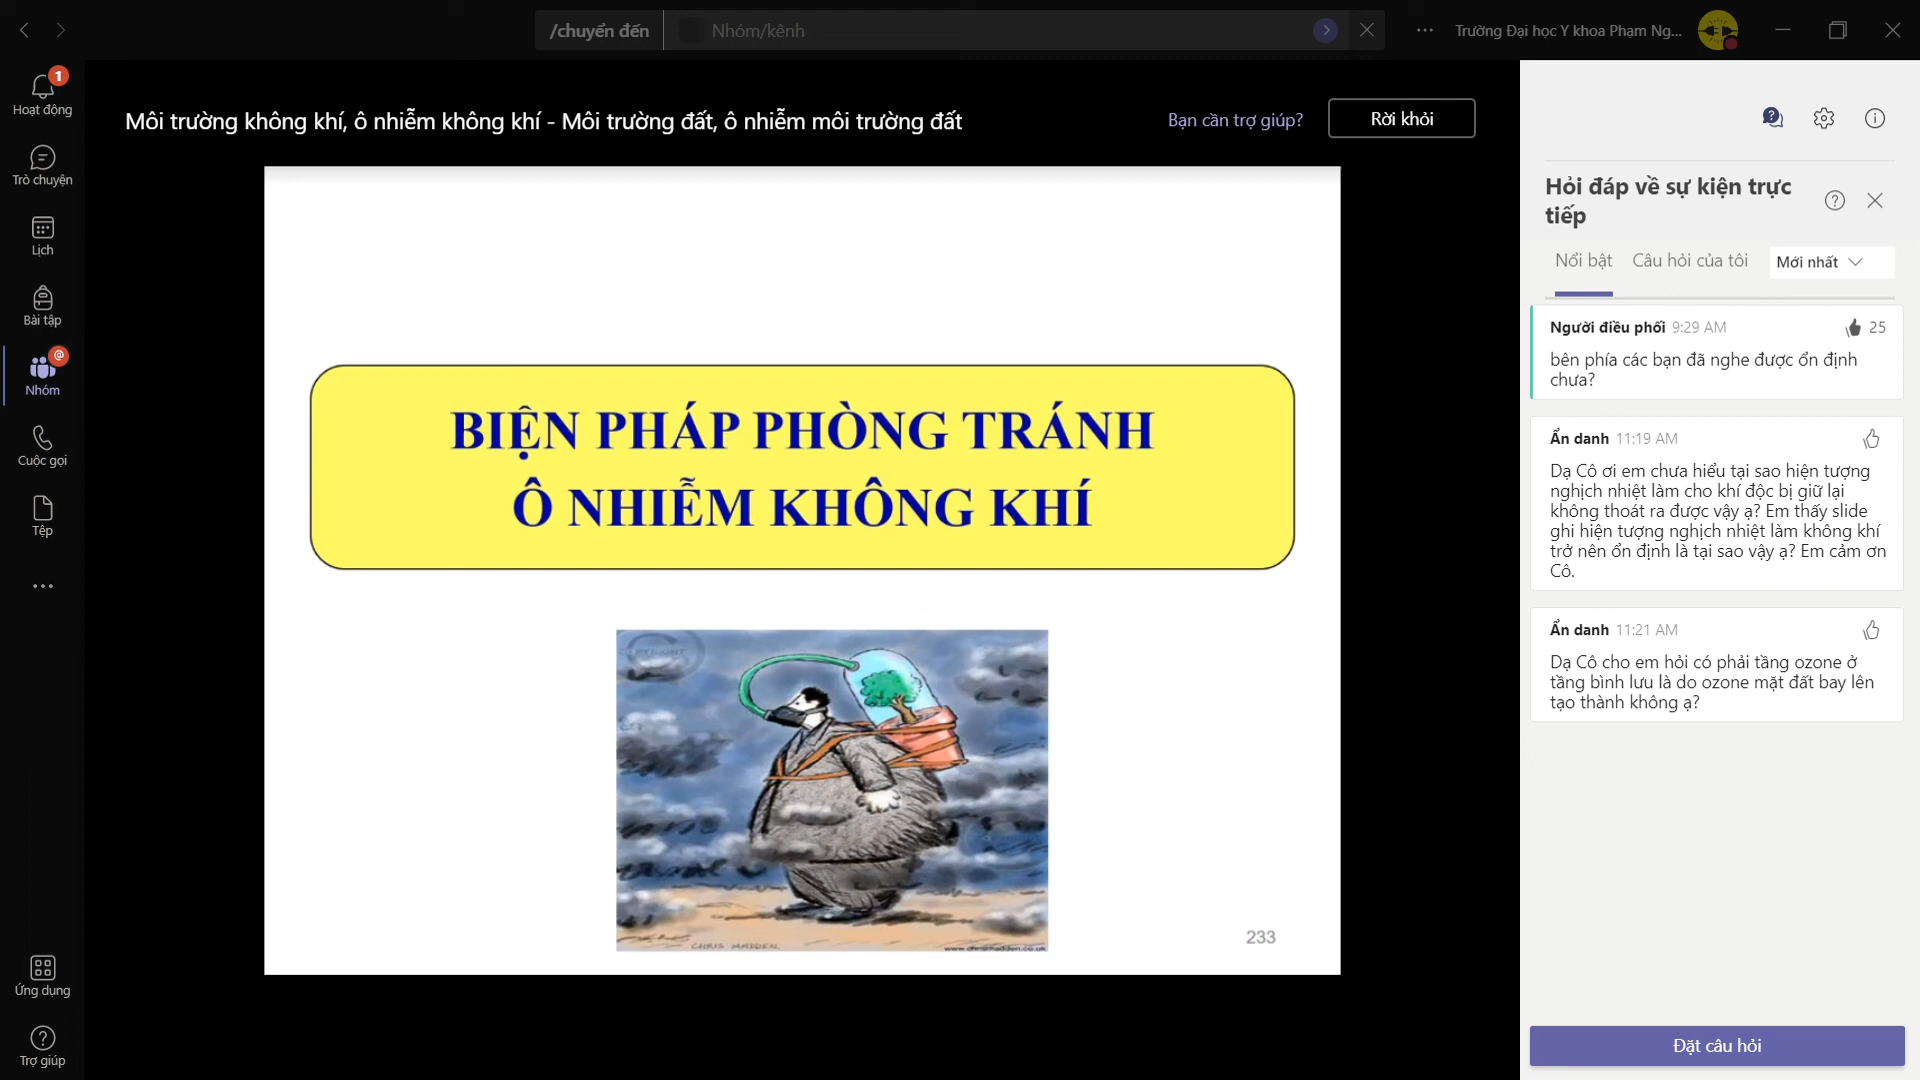 /chuyển đến
Nhóm/kênh
Trường Đại học Y khoa Phạm Ng...
1
Hoạt động
Trò chuyện
Lịch
Bài tập
@
Nhóm
Cuộc gọi
Tệp
Ứng dụng
Trợ giúp
Môi trường không khí, ô nhiễm không khí - Môi trường đất, ô nhiễm môi trường đất
Bạn cần trợ giúp?
Rời khỏi
BIỆN PHÁP PHÒNG TRÁNH
Ô NHIỄM KHÔNG KHÍ
COPYRIGHT
CHRIS MADDEN
www.chrismadden.co.uk
233
Hỏi đáp về sự kiện trực
tiếp
Nổi bật
Câu hỏi của tôi
Mới nhất
Người điều phối 9:29 AM
25
bên phía các bạn đã nghe được ổn định
chưa?
Ẩn danh 11:19 AM
Dạ Cô ơi em chưa hiểu tại sao hiện tượng
nghịch nhiệt làm cho khí độc bị giữ lại
không thoát ra được vậy ạ? Em thấy slide
ghi hiện tượng nghịch nhiệt làm không khí
trở nên ổn định là tại sao vậy ạ? Em cảm ơn
Cô.
Ẩn danh 11:21 AM
Dạ Cô cho em hỏi có phải tầng ozone ở
tầng bình lưu là do ozone mặt đất bay lên
tạo thành không ạ?
Đặt câu hỏi